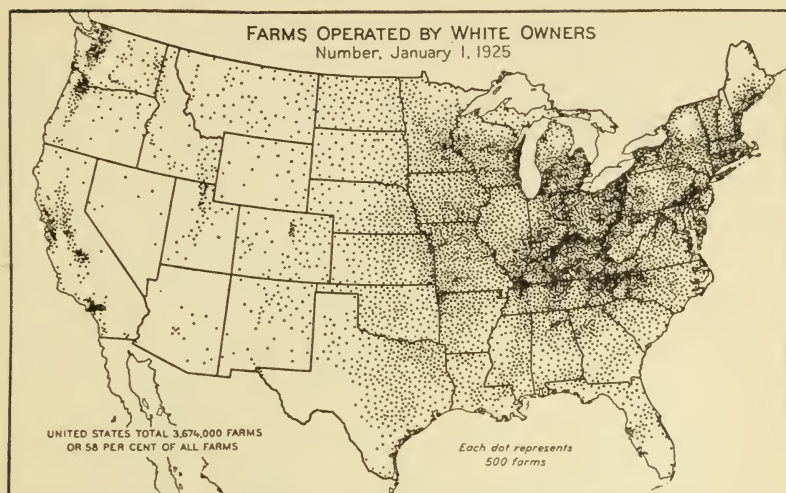 FARMS OPERATED BY WHITE OWNERS
Number, January 1, 1925
UNITED STATES TOTAL 3,674,000 FARMS
OR 58 PER CENT OF ALL FARMS
Each dot represents
500 farms